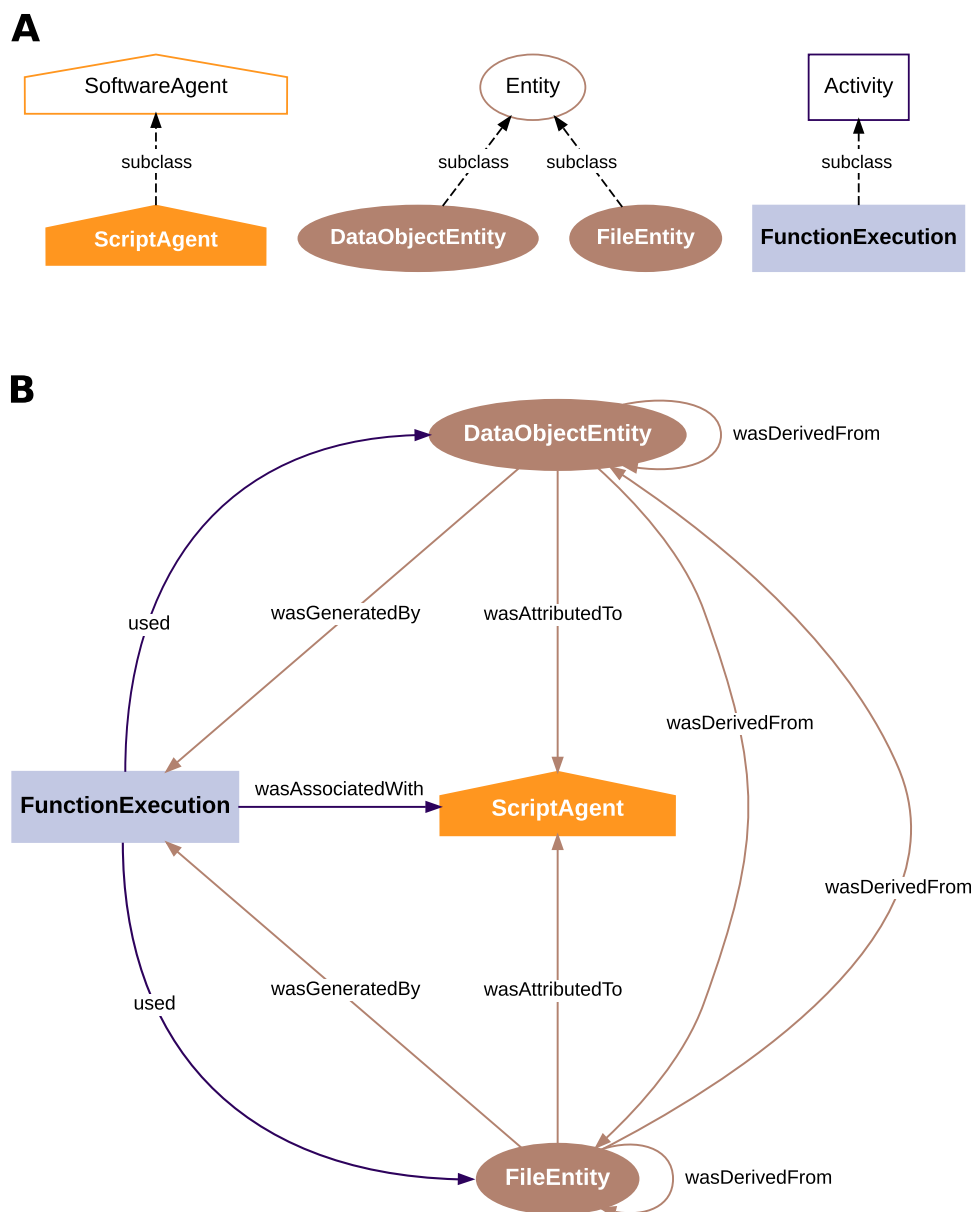 A
SoftwareAgent
Entity
Activity
subclass
subclass
subclass
subclass
ScriptAgent
DataObjectEntity
FileEntity
FunctionExecution
B
DataObjectEntity
wasDerivedFrom
used
wasGeneratedBy
wasAttributedTo
wasDerivedFrom
FunctionExecution
wasAssociatedWith
ScriptAgent
wasDerivedFrom
used
wasGeneratedBy
wasAttributedTo
FileEntity
wasDerivedFrom